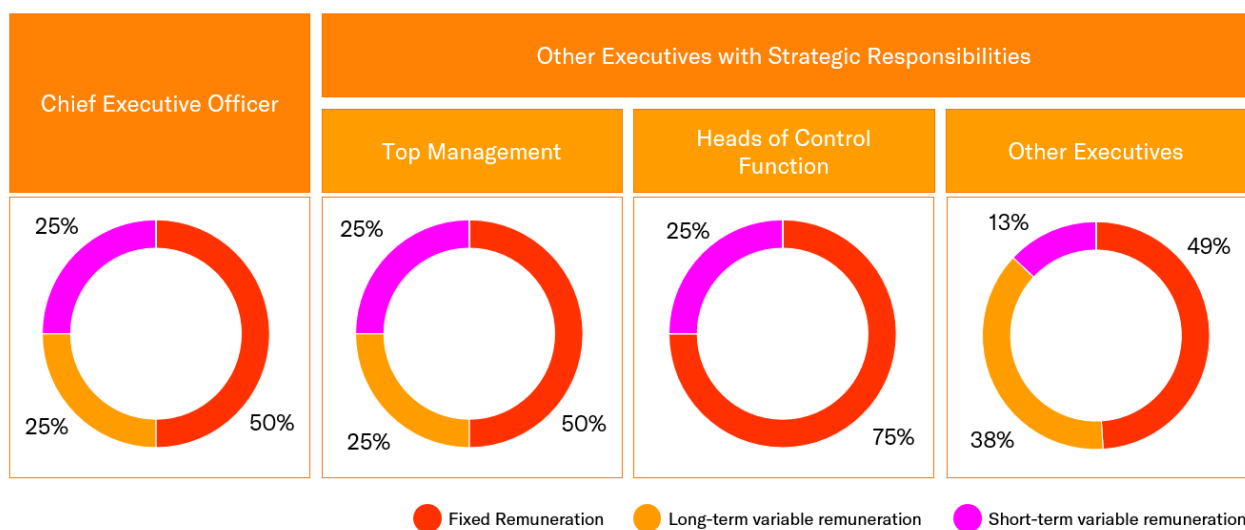 Chief Executive Officer
Other Executives with Strategic Responsibilities
Top Management
Heads of Control
Function
Other Executives
25%
25%
50%
25%
25%
50%
25%
75%
13%
49%
38%
Fixed Remuneration
Long-term variable remuneration
Short-term variable remuneration